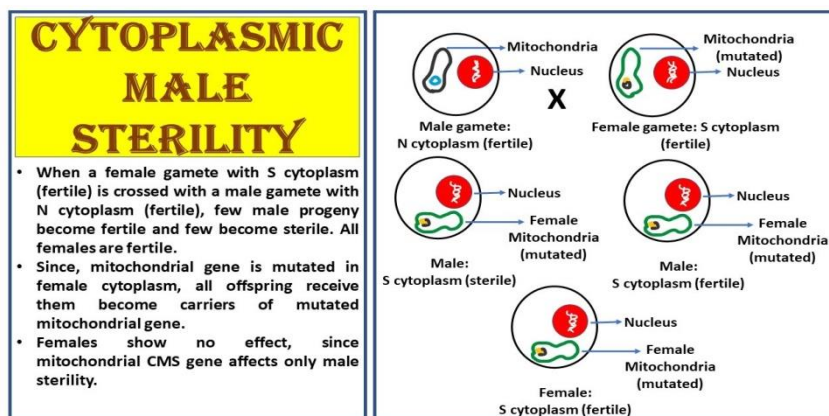 CYTOPLASMIC
MALE
STERILITY
• When a female gamete with S cytoplasm
(fertile) is crossed with a male gamete with
N cytoplasm (fertile), few male progeny
become fertile and few become sterile. All
females are fertile.
• Since, mitochondrial gene is mutated in
female cytoplasm, all offspring receive
them become carriers of mutated
mitochondrial gene.
• Females show no effect, since
mitochondrial CMS gene affects only male
sterility.
Mitochondria
Nucleus
Male gamete:
N cytoplasm (fertile)
X
Mitochondria
(mutated)
Nucleus
Female gamete: S cytoplasm
(fertile)
Nucleus
Female
Mitochondria
(mutated)
Male:
S cytoplasm (sterile)
Nucleus
Female
Mitochondria
(mutated)
Male:
S cytoplasm (fertile)
Nucleus
Female
Mitochondria
(mutated)
Female:
S cytoplasm (fertile)